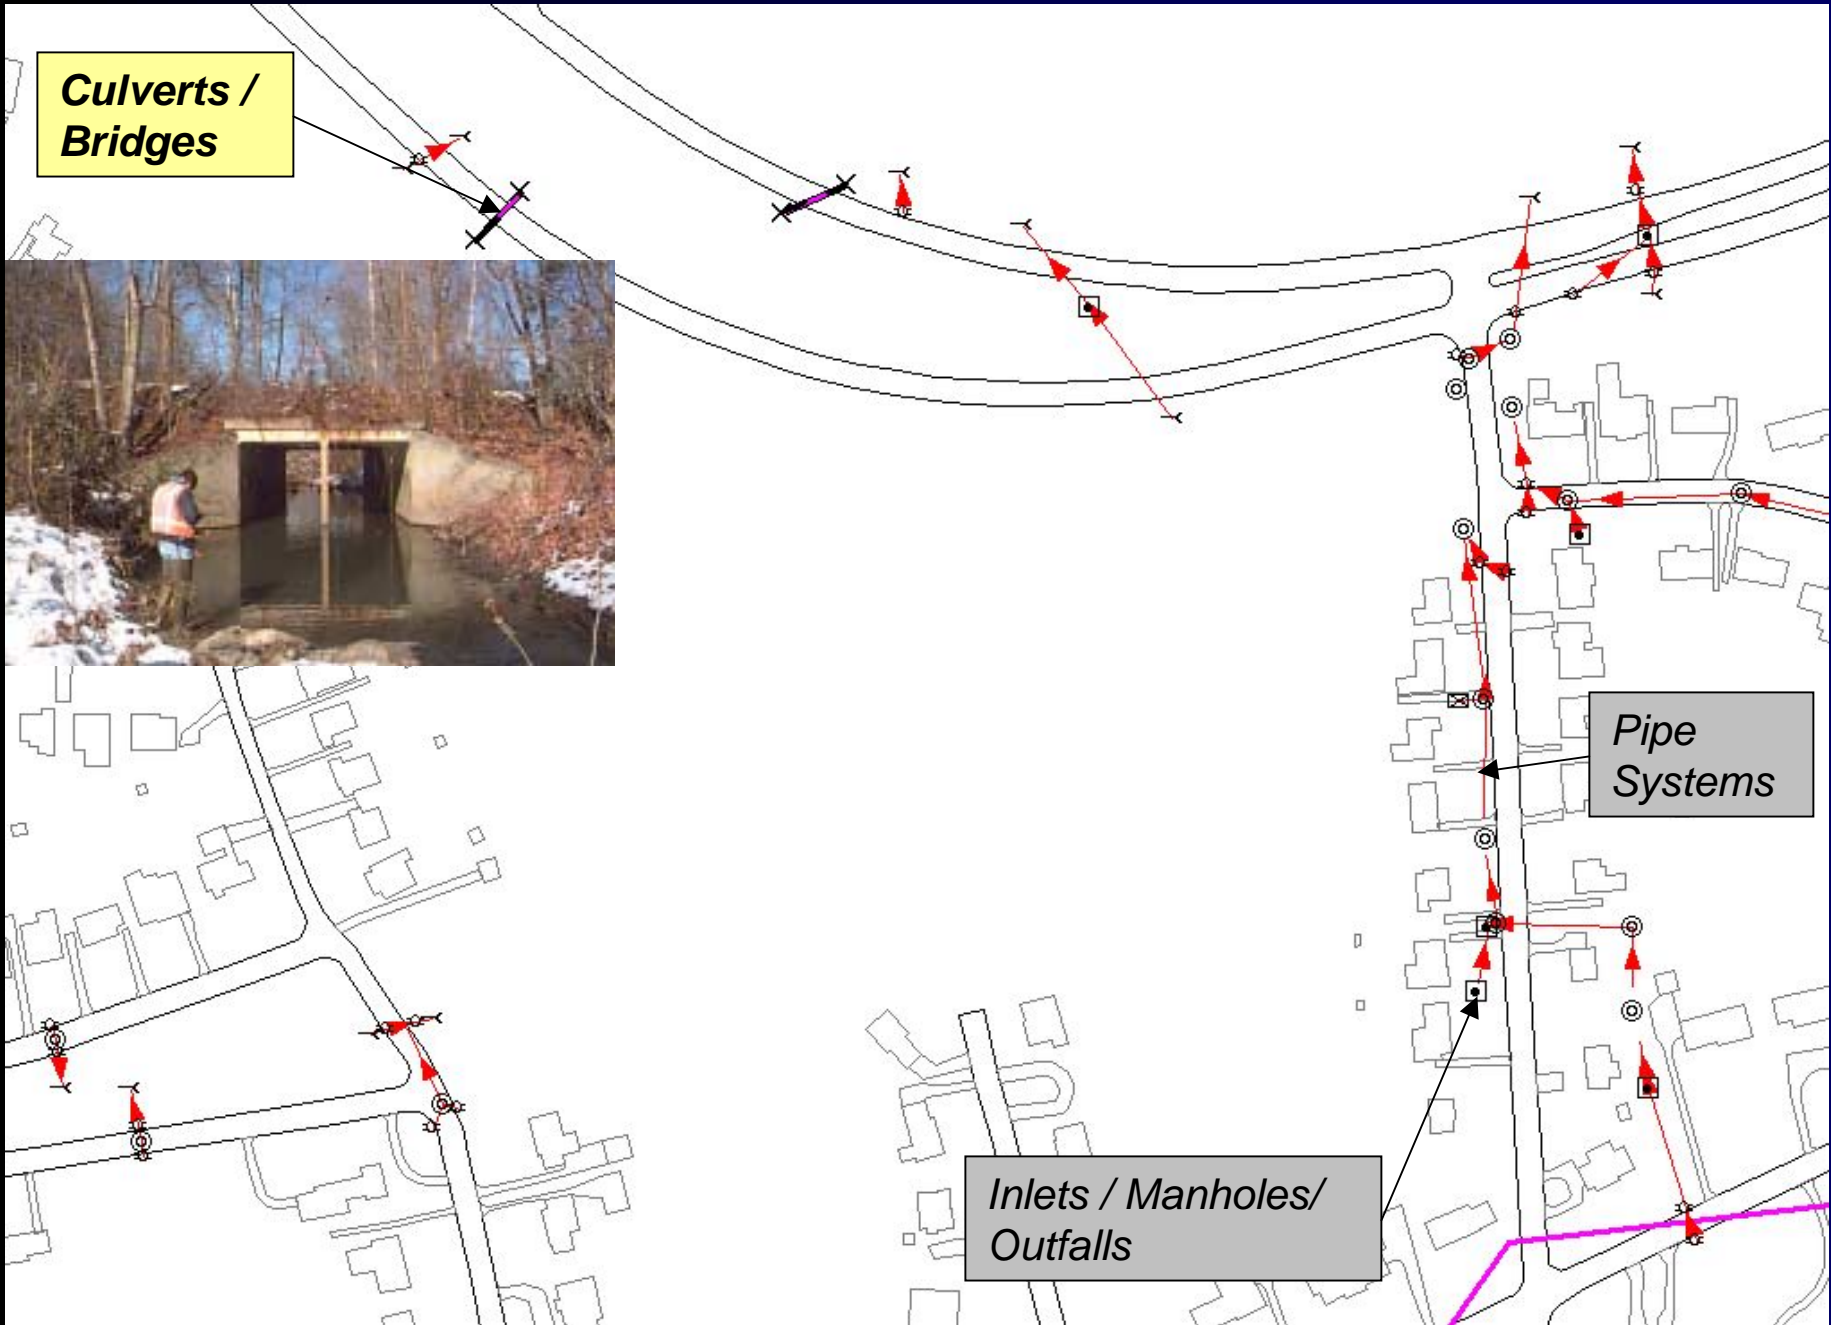 Culverts /
Bridges
Pipe
Systems
Inlets / Manholes/
Outfalls